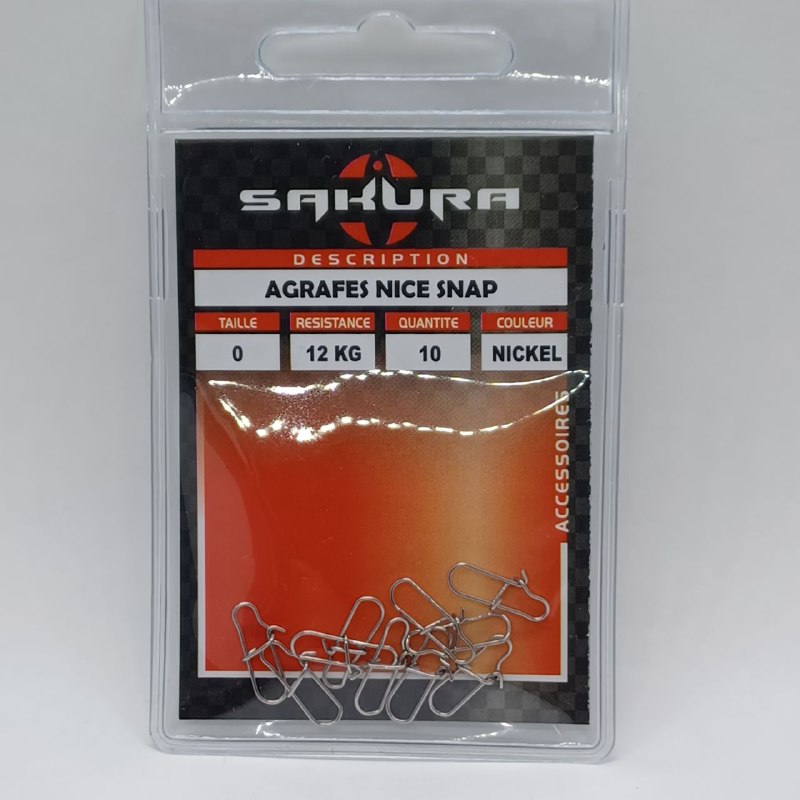 SAKURA
DESCRIPTION
AGRAFES NICE SNAP
TAILLE RESISTANCE QUANTITE COULEUR
0 12 KG 10 NICKEL
ACCESSOIRES